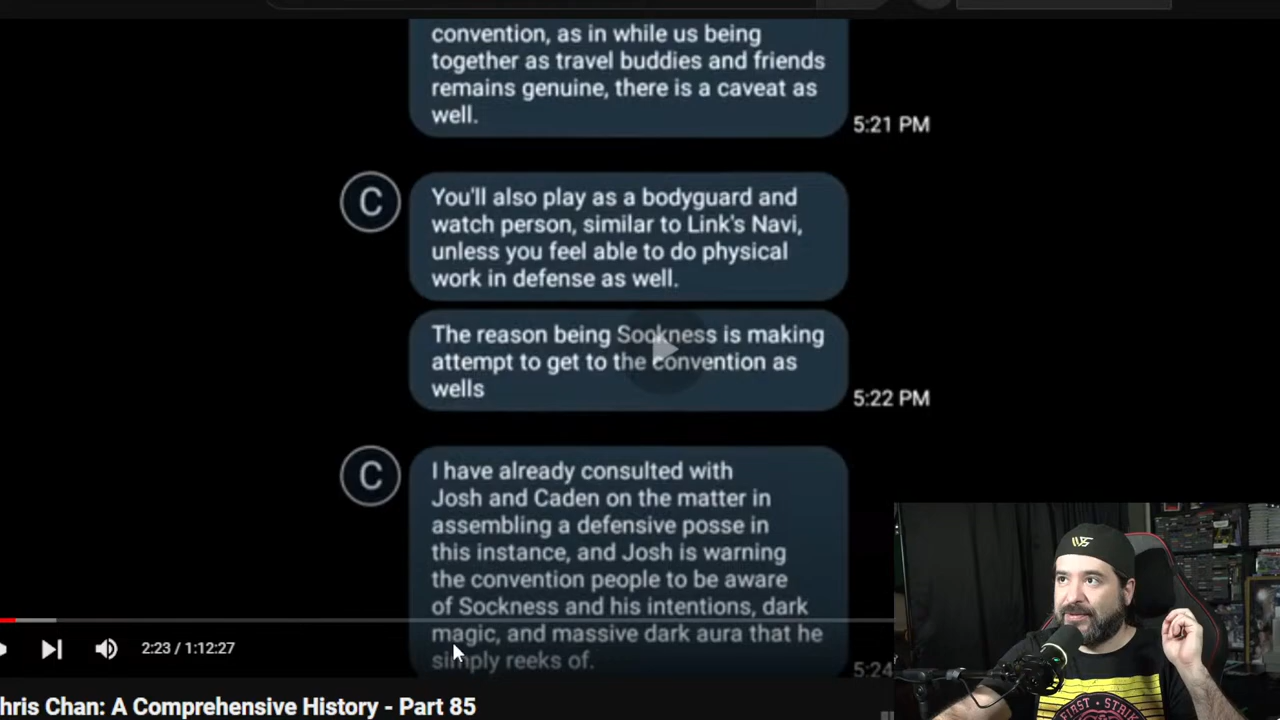 convention, as in while us being
together as travel buddies and friends
remains genuine, there is a caveat as
well.
5:21 PM
C
You'll also play as a bodyguard and
watch person, similar to Link's Navi,
unless you feel able to do physical
work in defense as well.
The reason being Sockness is making
attempt to get to the convention as
wells
5:22 PM
C
I have already consulted with
Josh and Caden on the matter in
assembling a defensive posse in
this instance, and Josh is warning
the convention people to be aware
of Sockness and his intentions, dark
magic, and massive dark aura that he
simply reeks of.
5:24
2:23 / 1:12:27
hris Chan: A Comprehensive History - Part 85
FIRST - STRIK